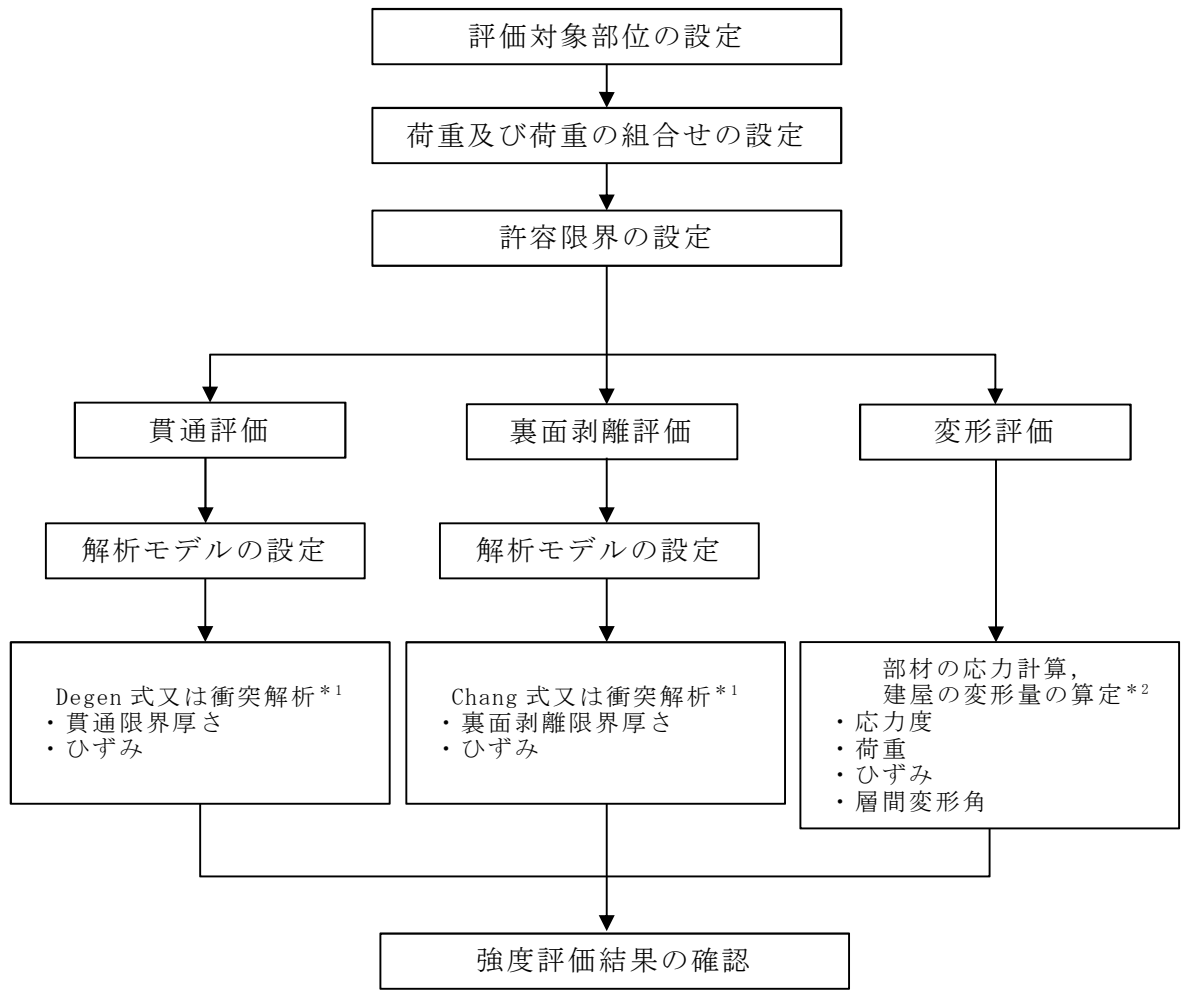 評価対象部位の設定
荷重及び荷重の組合せの設定
許容限界の設定
貫通評価
裏面剥離評価
変形評価
解析モデルの設定
解析モデルの設定
Degen 式又は衝突解析*1
・貫通限界厚さ
・ひずみ
Chang 式又は衝突解析*1
・裏面剥離限界厚さ
・ひずみ
部材の応力計算,
建屋の変形量の算定*2
・応力度
・荷重
・ひずみ
・層間変形角
強度評価結果の確認